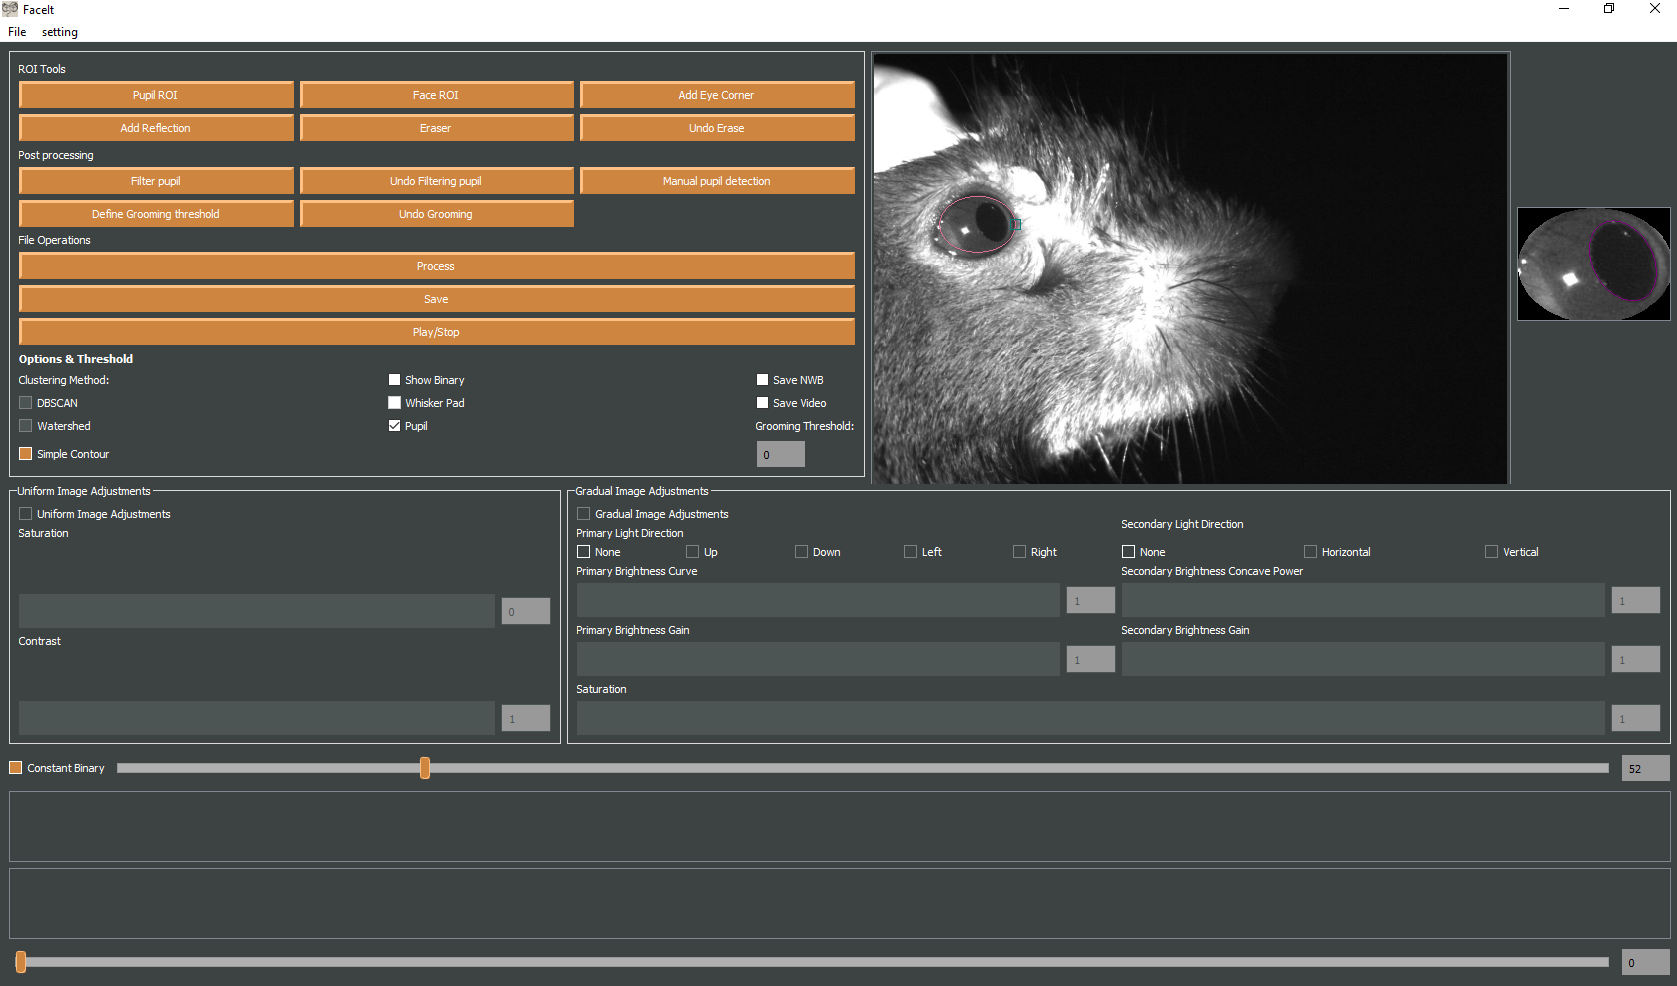 FaceIt
File setting
ROI Tools
Pupil ROI Face ROI Add Eye Corner
Add Reflection Eraser Undo Erase
Post processing
Filter pupil Undo Filtering pupil Manual pupil detection
Define Grooming threshold Undo Grooming
File Operations
Process
Save
Play/Stop
Options & Threshold
Clustering Method: Show Binary Save NWB
DBSCAN Whisker Pad Save Video
Watershed Pupil Grooming Threshold:
Simple Contour 0
Uniform Image Adjustments
Uniform Image Adjustments
Saturation
0
Contrast
1
Gradual Image Adjustments
Gradual Image Adjustments
Primary Light Direction Secondary Light Direction
None Up Down Left Right None Horizontal Vertical
Primary Brightness Curve Secondary Brightness Concave Power
1 1
Primary Brightness Gain Secondary Brightness Gain
1 1
Saturation
1
Constant Binary 52
0